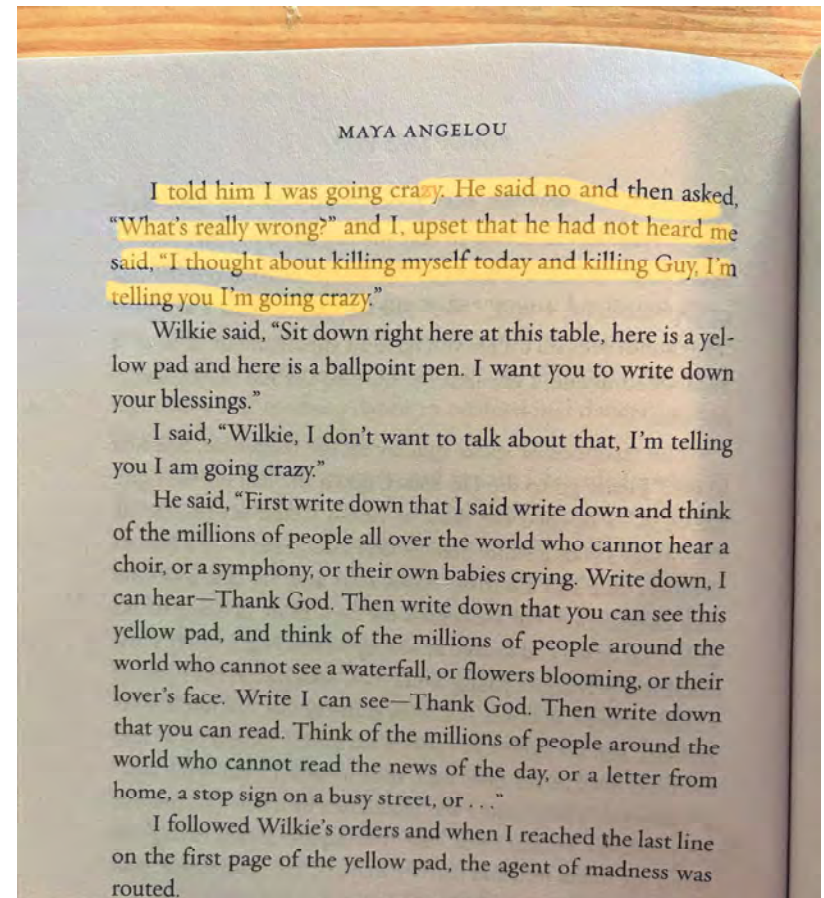 MAYA ANGELOU
I told him I was going crazy. He said no and then asked,
“What’s really wrong?” and I, upset that he had not heard me
said, “I thought about killing myself today and killing Guy, I’m
telling you I’m going crazy.”
Wilkie said, “Sit down right here at this table, here is a yel-
low pad and here is a ballpoint pen. I want you to write down
your blessings.”
I said, “Wilkie, I don’t want to talk about that, I’m telling
you I am going crazy.”
He said, “First write down that I said write down and think
of the millions of people all over the world who cannot hear a
choir, or a symphony, or their own babies crying. Write down, I
can hear—Thank God. Then write down that you can see this
yellow pad, and think of the millions of people around the
world who cannot see a waterfall, or flowers blooming, or their
lover’s face. Write I can see—Thank God. Then write down
that you can read. Think of the millions of people around the
world who cannot read the news of the day, or a letter from
home, a stop sign on a busy street, or . . .”
I followed Wilkie’s orders and when I reached the last line
on the first page of the yellow pad, the agent of madness was
routed.